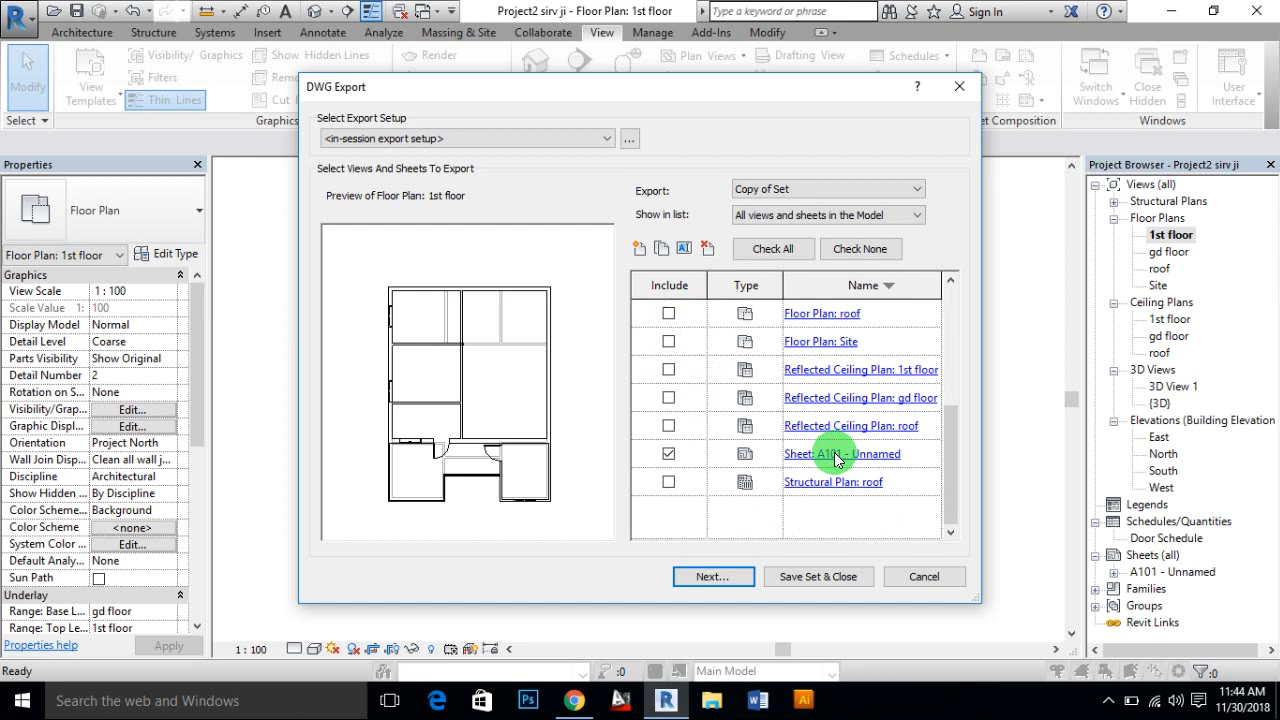 Project2 sirv ji - Floor Plan: 1st floor
Type a keyword or phrase
Sign In
Architecture Structure Systems Insert Annotate Analyze Massing & Site Collaborate View Manage Add-Ins Modify
Modify
View Templates
Visibility/ Graphics
Filters
Thin Lines
Show Hidden Lines
Render
Plan Views
Drafting View
Schedules
Switch Windows
Close Hidden
User Interface
Select
Windows
DWG Export
Select Export Setup
<in-session export setup>
Select Views And Sheets To Export
Preview of Floor Plan: 1st floor
Export: Copy of Set
Show in list: All views and sheets in the Model
Check All Check None
Include Type Name
Floor Plan: roof
Floor Plan: Site
Reflected Ceiling Plan: 1st floor
Reflected Ceiling Plan: gd floor
Reflected Ceiling Plan: roof
Sheet: A101 - Unnamed
Structural Plan: roof
Next... Save Set & Close Cancel
Properties
Floor Plan
Floor Plan: 1st floor Edit Type
Graphics
View Scale 1 : 100
Scale Value 1: 100
Display Model Normal
Detail Level Coarse
Parts Visibility Show Original
Detail Number 2
Rotation on S... None
Visibility/Grap... Edit...
Graphic Displ... Edit...
Orientation Project North
Wall Join Disp... Clean all wall j...
Discipline Architectural
Show Hidden ... By Discipline
Color Scheme ... Background
Color Scheme <none>
System Color ... Edit...
Default Analy... None
Sun Path
Underlay
Range: Base L... gd floor
Range: Top Le... 1st floor
Properties help Apply
Project Browser - Project2 sirv ji
Views (all)
Structural Plans
Floor Plans
1st floor
gd floor
roof
Site
Ceiling Plans
1st floor
gd floor
roof
3D Views
3D View 1
{3D}
Elevations (Building Elevation
East
North
South
West
Legends
Schedules/Quantities
Door Schedule
Sheets (all)
A101 - Unnamed
Families
Groups
Revit Links
1 : 100
Ready
:0
Main Model
:0
Search the web and Windows
11:44 AM
11/30/2018